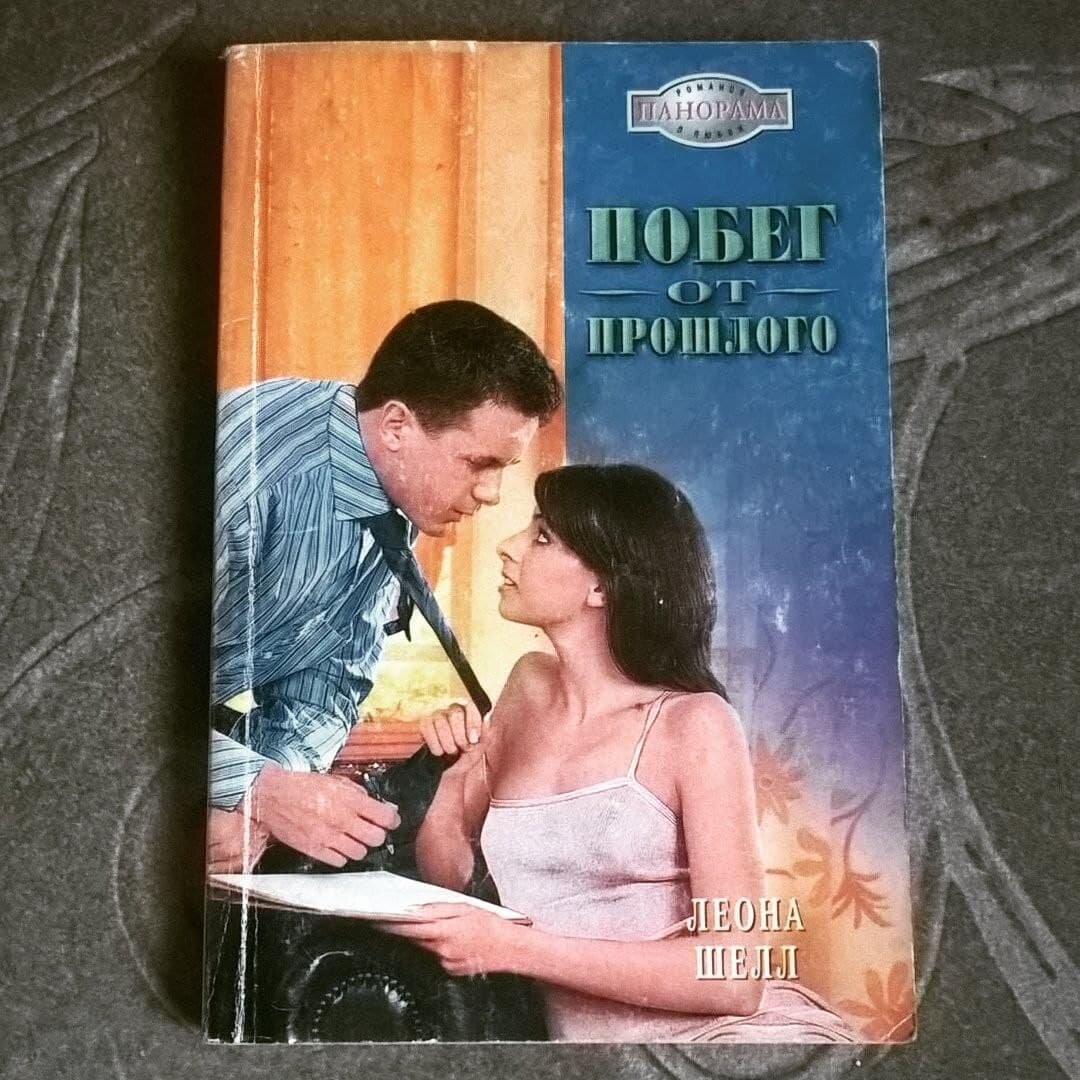 РОМАНЫ
ПАНОРАМА
О ЛЮБВИ
ПОБЕГ
ОТ
ПРОШЛОГО
ЛЕОНА
ШЕЛЛ